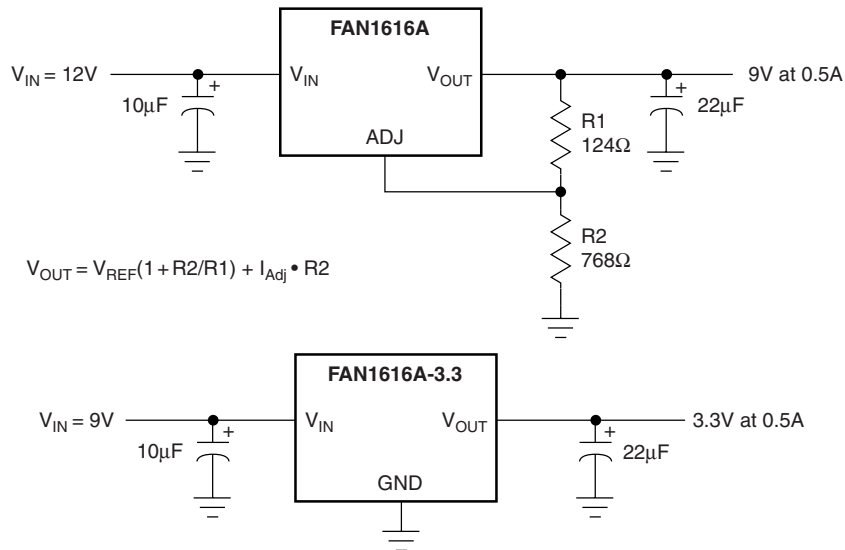 FAN1616A
V_IN = 12V
V_IN
V_OUT
9V at 0.5A
10μF
+
ADJ
R1
124Ω
+
22μF
R2
768Ω
V_OUT = V_REF(1 + R2/R1) + I_Adj • R2
FAN1616A-3.3
V_IN = 9V
V_IN
V_OUT
3.3V at 0.5A
10μF
+
GND
+
22μF